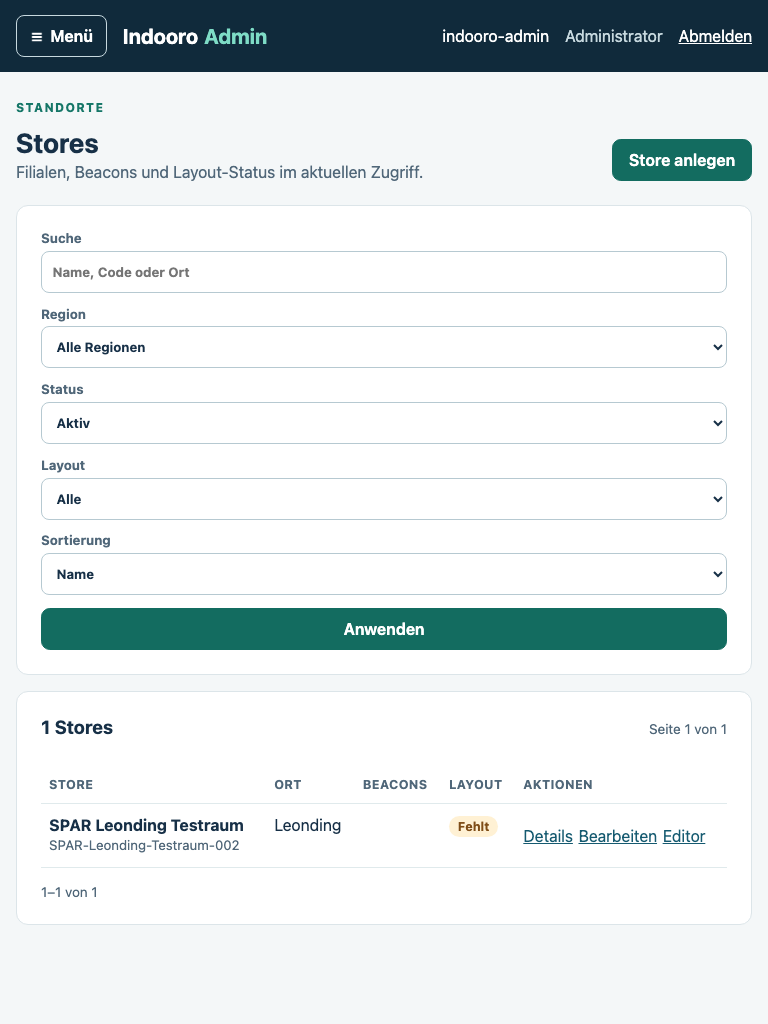 ≡ Menü Indooro Admin indooro-admin Administrator Abmelden
STANDORTE
Stores
Filialen, Beacons und Layout-Status im aktuellen Zugriff.
Store anlegen
Suche
Name, Code oder Ort
Region
Alle Regionen
Status
Aktiv
Layout
Alle
Sortierung
Name
Anwenden
1 Stores Seite 1 von 1
STORE ORT BEACONS LAYOUT AKTIONEN
SPAR Leonding Testraum Leonding Fehlt Details Bearbeiten Editor
SPAR-Leonding-Testraum-002
1–1 von 1